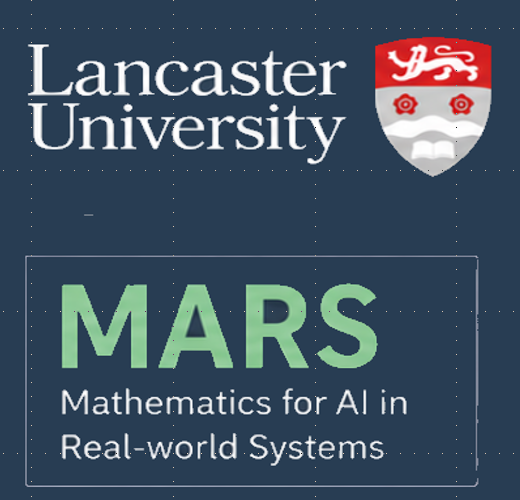 Lancaster
University
MARS
Mathematics for AI in
Real-world Systems